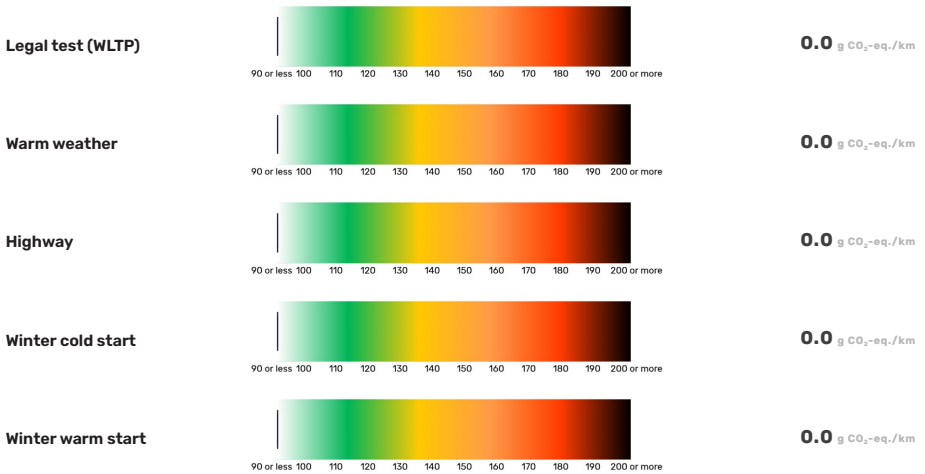 Legal test (WLTP)
0.0 g CO₂-eq./km
90 or less 100 110 120 130 140 150 160 170 180 190 200 or more
Warm weather
0.0 g CO₂-eq./km
90 or less 100 110 120 130 140 150 160 170 180 190 200 or more
Highway
0.0 g CO₂-eq./km
90 or less 100 110 120 130 140 150 160 170 180 190 200 or more
Winter cold start
0.0 g CO₂-eq./km
90 or less 100 110 120 130 140 150 160 170 180 190 200 or more
Winter warm start
0.0 g CO₂-eq./km
90 or less 100 110 120 130 140 150 160 170 180 190 200 or more